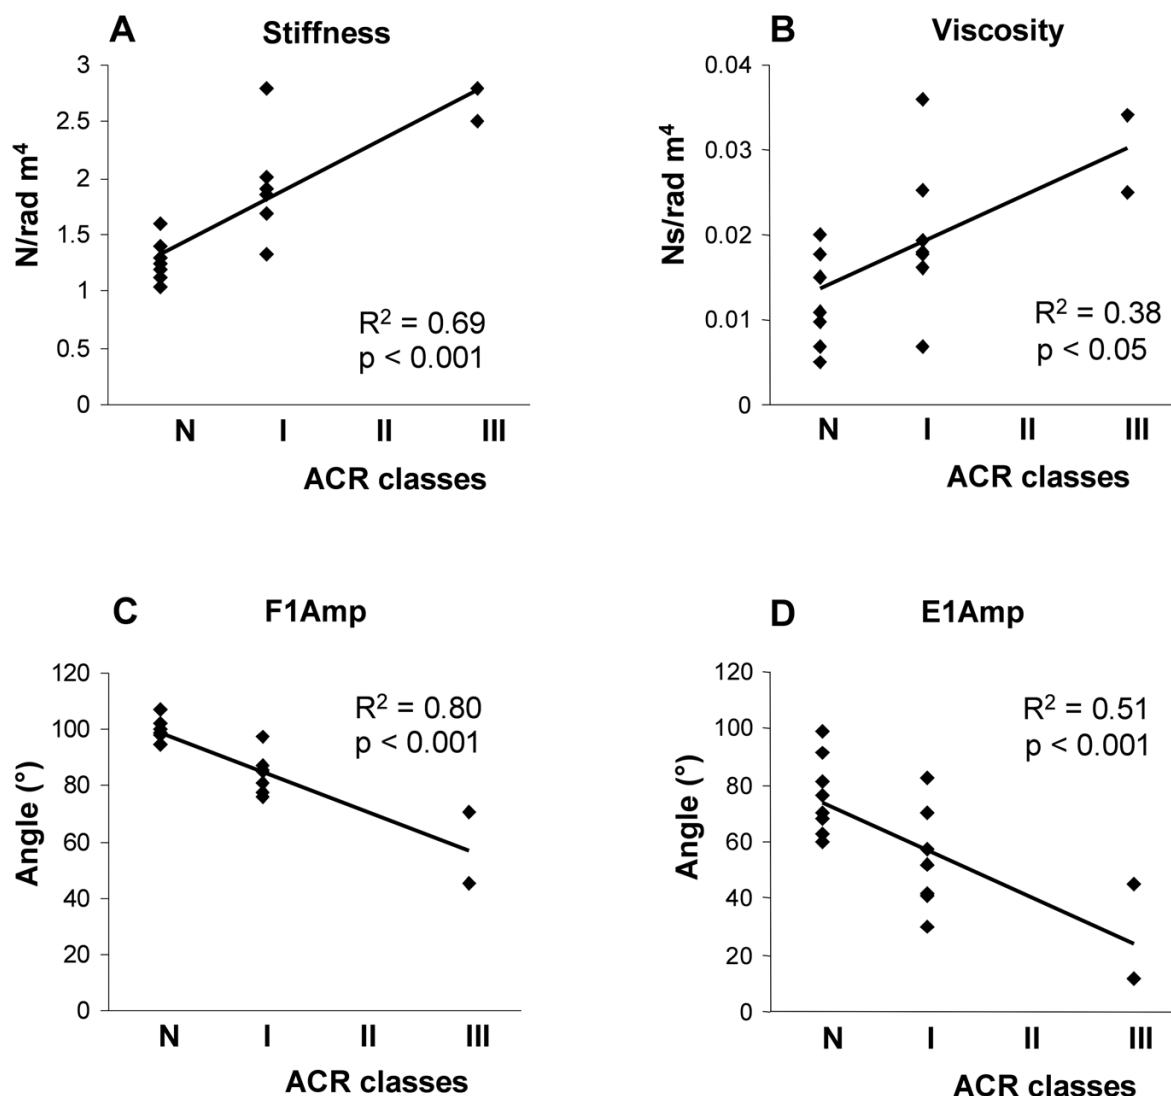 A
Stiffness
N/rad m⁴
3
2.5
2
1.5
1
0.5
0
R² = 0.69
p < 0.001
N I II III
ACR classes
B
Viscosity
Ns/rad m⁴
0.04
0.03
0.02
0.01
0
R² = 0.38
p < 0.05
N I II III
ACR classes
C
F1Amp
Angle (°)
120
100
80
60
40
20
0
R² = 0.80
p < 0.001
N I II III
ACR classes
D
E1Amp
Angle (°)
120
100
80
60
40
20
0
R² = 0.51
p < 0.001
N I II III
ACR classes